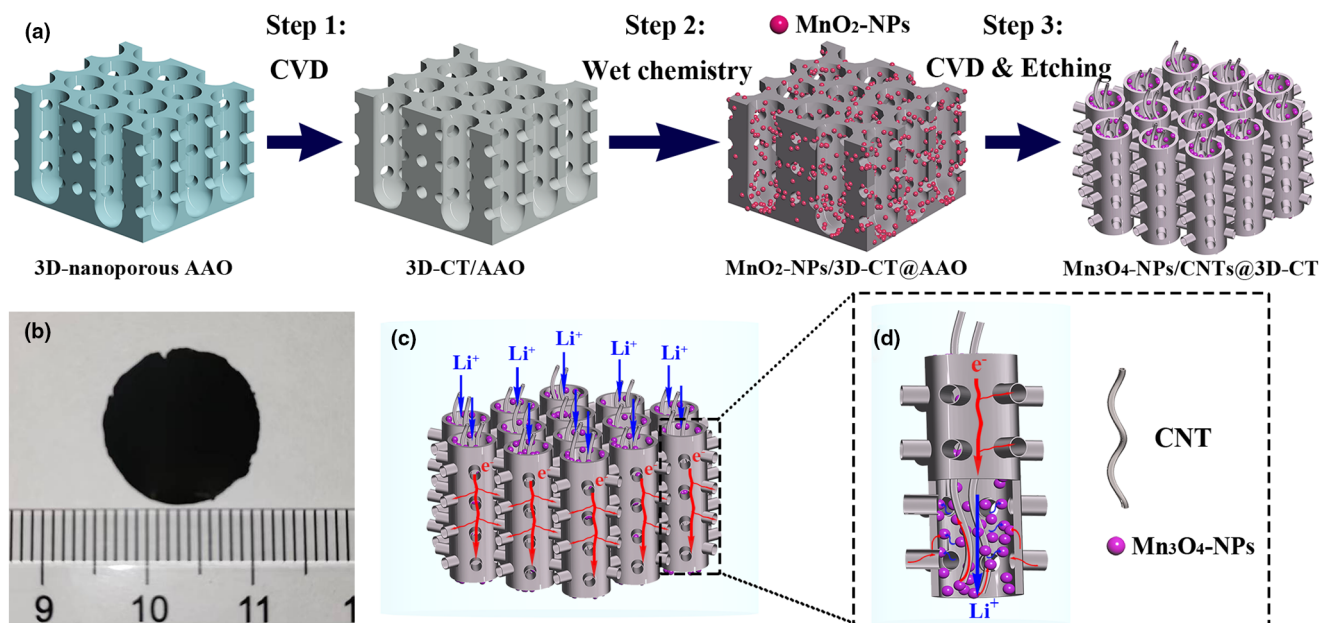 (a)
Step 1:
CVD
Step 2:
Wet chemistry
MnO₂-NPs
Step 3:
CVD & Etching
3D-nanoporous AAO
3D-CT/AAO
MnO₂-NPs/3D-CT@AAO
Mn₃O₄-NPs/CNTs@3D-CT
(b)
9 10 11 1
(c)
Li⁺ Li⁺ Li⁺ Li⁺ Li⁺
e⁻ e⁻ e⁻ e⁻ e⁻
(d)
e⁻
Li⁺
CNT
Mn₃O₄-NPs